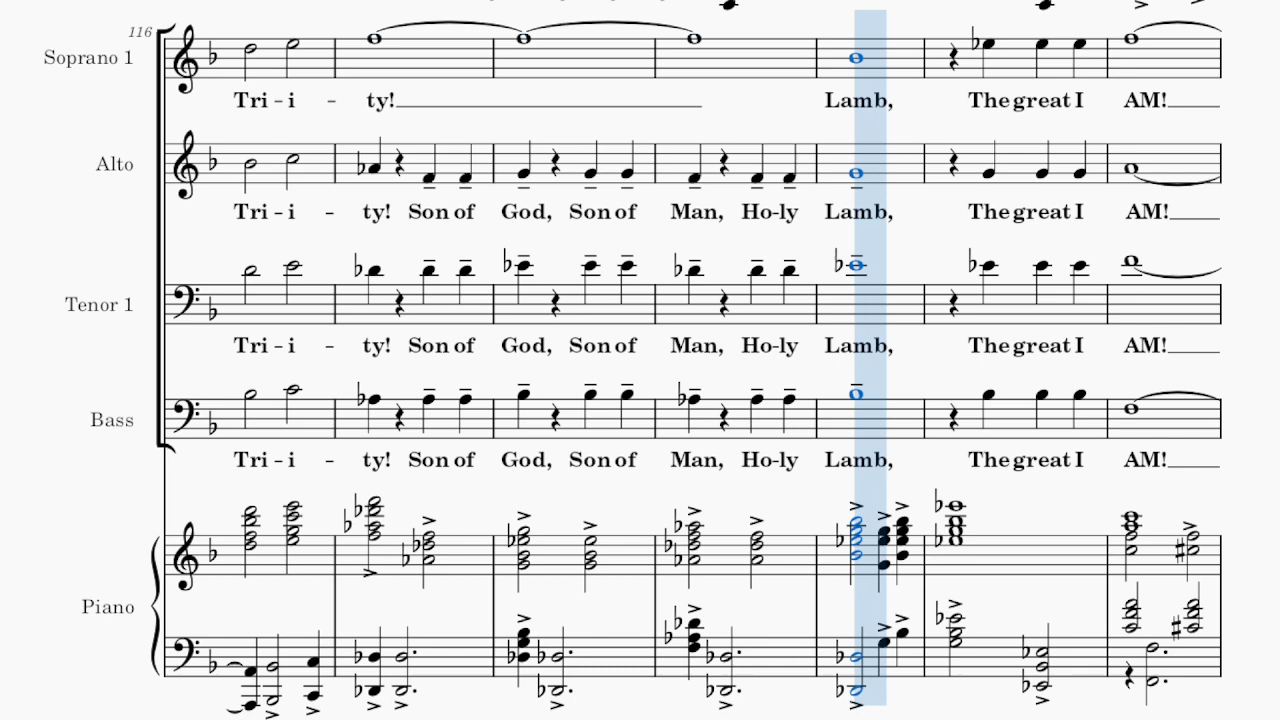 116
Soprano 1
Tri - i - ty! Lamb, The great I AM!
Alto
Tri - i - ty! Son of God, Son of Man, Ho-ly Lamb, The great I AM!
Tenor 1
Tri - i - ty! Son of God, Son of Man, Ho-ly Lamb, The great I AM!
Bass
Tri - i - ty! Son of God, Son of Man, Ho-ly Lamb, The great I AM!
Piano